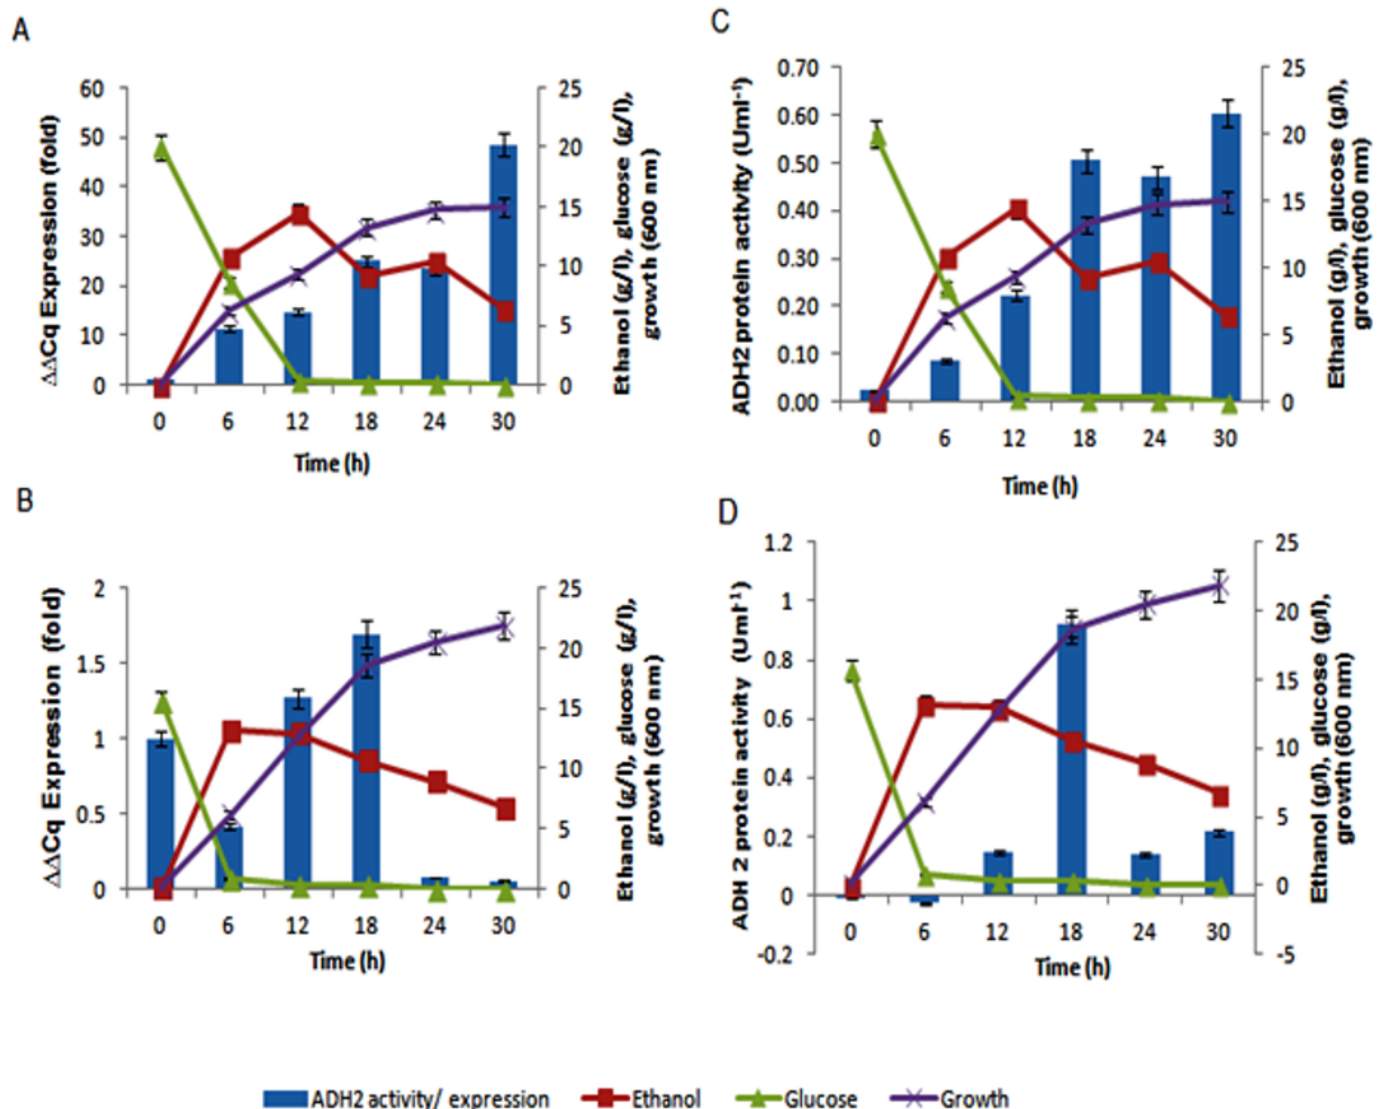 A
60
50
40
30
20
10
0
ΔΔCq Expression (fold)
25
20
15
10
5
0
Ethanol (g/l), glucose (g/l),
growth (600 nm)
0 6 12 18 24 30
Time (h)
C
0.70
0.60
0.50
0.40
0.30
0.20
0.10
0.00
ADH2 protein activity (Uml⁻¹)
25
20
15
10
5
0
Ethanol (g/l), glucose (g/l),
growth (600 nm)
0 6 12 18 24 30
Time (h)
B
2
1.5
1
0.5
0
ΔΔCq Expression (fold)
25
20
15
10
5
0
Ethanol (g/l), glucose (g/l),
growth (600 nm)
0 6 12 18 24 30
Time (h)
D
1.2
1
0.8
0.6
0.4
0.2
0
-0.2
ADH 2 protein activity (Uml⁻¹)
25
20
15
10
5
0
-5
Ethanol (g/l), glucose (g/l),
growth (600 nm)
0 6 12 18 24 30
Time (h)
ADH2 activity/ expression Ethanol Glucose Growth